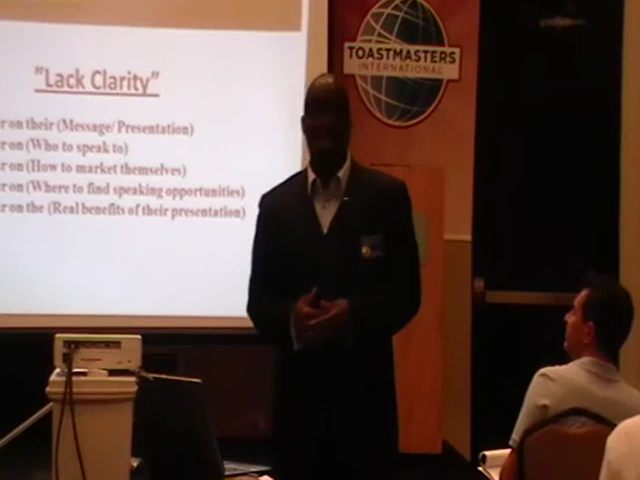 "Lack Clarity"
r on their (Message/ Presentation)
r on (Who to speak to)
r on (How to market themselves)
r on (Where to find speaking opportunities)
r on the (Real benefits of their presentation)
TOASTMASTERS
INTERNATIONAL